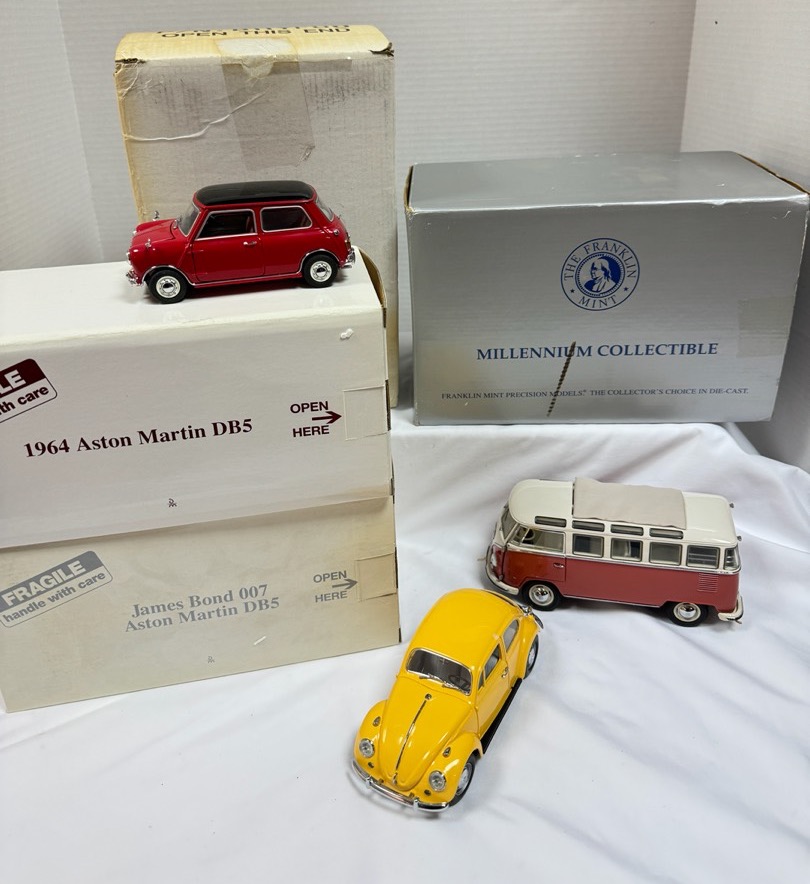 OPEN THIS END
THE FRANKLIN
MINT
MILLENNIUM COLLECTIBLE
FRANKLIN MINT PRECISION MODELS® THE COLLECTOR'S CHOICE IN DIE-CAST.
LE
th care
1964 Aston Martin DB5
OPEN
HERE
FRAGILE
handle with care
James Bond 007
Aston Martin DB5
OPEN
HERE